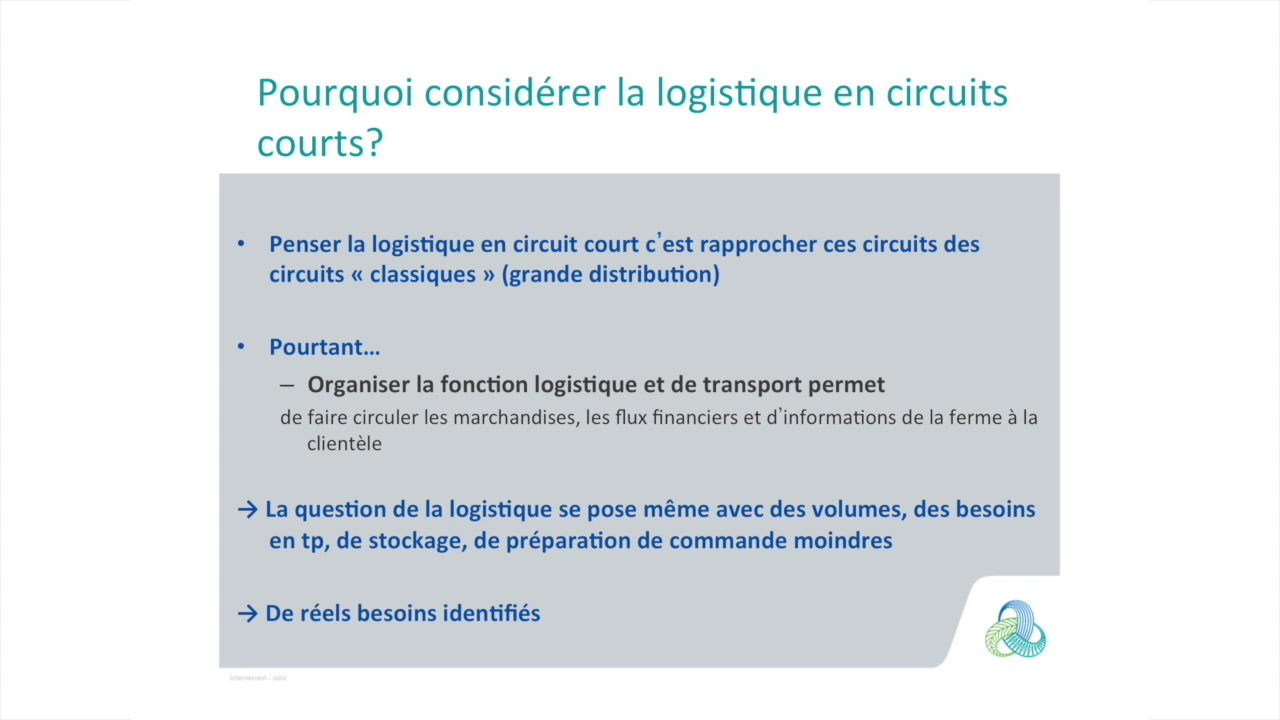 Pourquoi considérer la logistique en circuits
courts?
• Penser la logistique en circuit court c’est rapprocher ces circuits des
circuits « classiques » (grande distribution)
• Pourtant…
– Organiser la fonction logistique et de transport permet
de faire circuler les marchandises, les flux financiers et d’informations de la ferme à la
clientèle
→ La question de la logistique se pose même avec des volumes, des besoins
en tp, de stockage, de préparation de commande moindres
→ De réels besoins identifiés
Intervenant - date